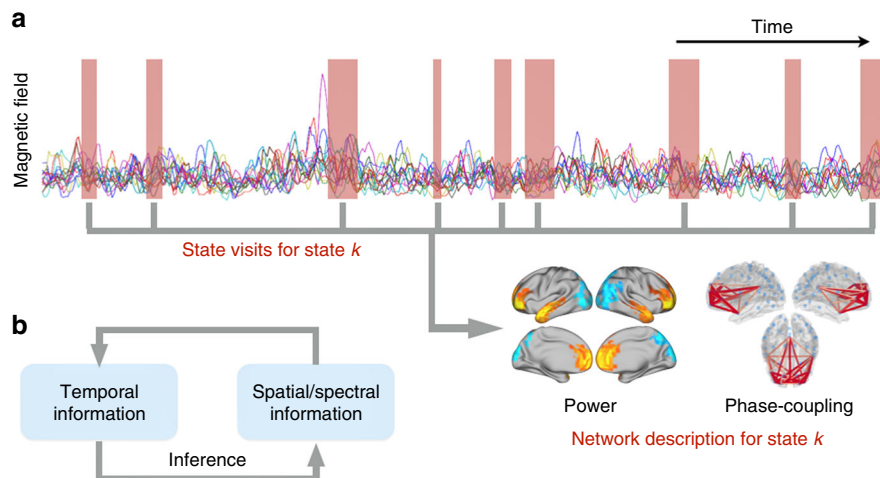 a
Time
Magnetic field
State visits for state k
b
Temporal
information
Spatial/spectral
information
Inference
Power
Phase-coupling
Network description for state k